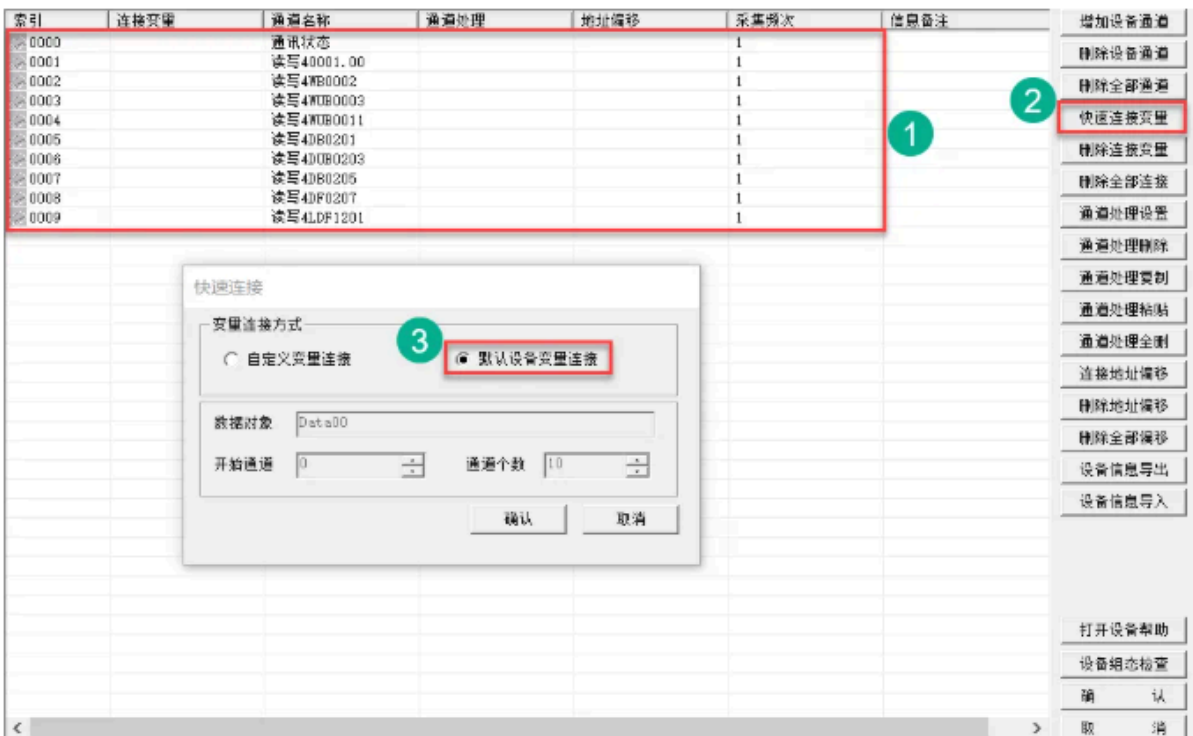 索引 连接变量 通道名称 通道处理 地址偏移 采集频次 信息备注
0000 通讯状态 1
0001 读写40001.00 1
0002 读写4WB0002 1
0003 读写4WUB0003 1
0004 读写4WUB0011 1
0005 读写4DB0201 1
0006 读写4DUB0203 1
0007 读写4DB0205 1
0008 读写4DF0207 1
0009 读写4LDF1201 1
1
2
增加设备通道
删除设备通道
删除全部通道
快速连接变量
删除连接变量
删除全部连接
通道处理设置
通道处理删除
通道处理复制
通道处理粘贴
通道处理全删
连接地址偏移
删除地址偏移
删除全部偏移
设备信息导出
设备信息导入
快速连接
变量连接方式
3
自定义变量连接 默认设备变量连接
数据对象 Data00
开始通道 0 通道个数 10
确认 取消
打开设备帮助
设备组态检查
确 认
取 消